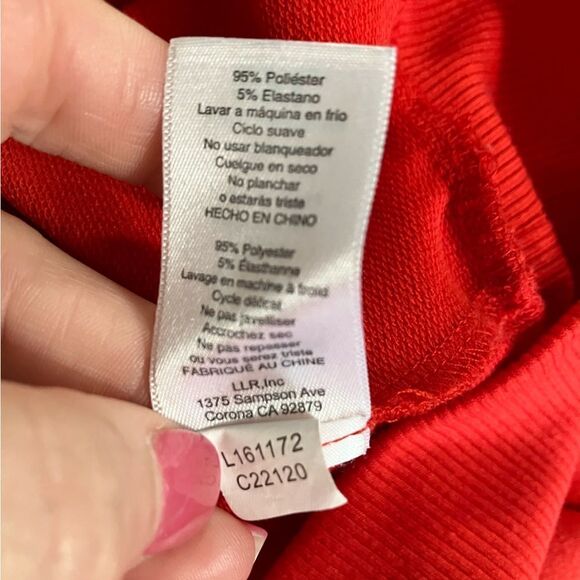 95% Poliéster
5% Elastano
Lavar a máquina en frío
Ciclo suave
No usar blanqueador
Cuelgue en seco
No planchar
o estarás triste
HECHO EN CHINO
95% Polyester
5% Élasthanne
Lavage en machine à froid
Cycle délicat
Ne pas javelliser
Accrochez sec
Ne pas repasser
ou vous serez triste
FABRIQUÉ AU CHINE
LLR,Inc
1375 Sampson Ave
Corona CA 92879
L161172
C22120